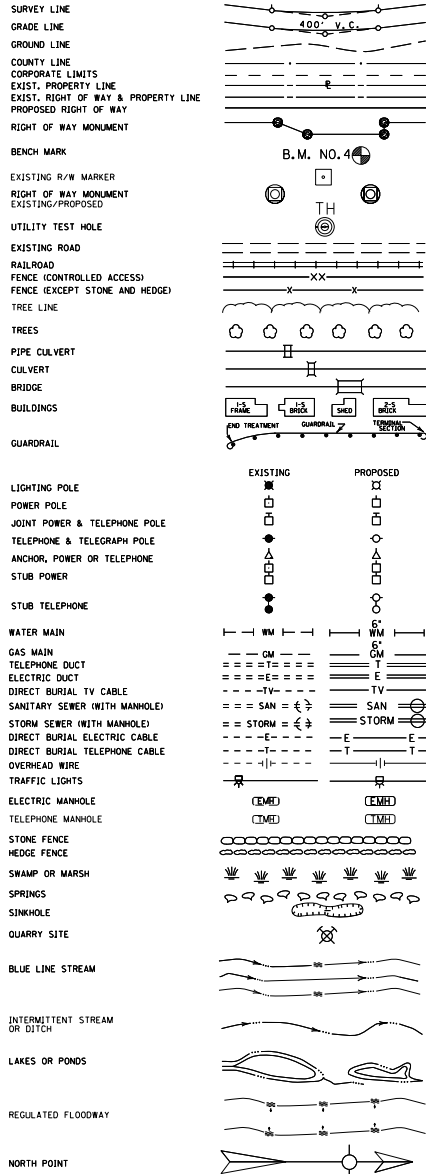 SURVEY LINE
GRADE LINE 400' V.C.
GROUND LINE
COUNTY LINE
CORPORATE LIMITS
EXIST. PROPERTY LINE
EXIST. RIGHT OF WAY & PROPERTY LINE
PROPOSED RIGHT OF WAY
RIGHT OF WAY MONUMENT
BENCH MARK B.M. NO.4
EXISTING R/W MARKER
RIGHT OF WAY MONUMENT
EXISTING/PROPOSED
TH
UTILITY TEST HOLE
EXISTING ROAD
RAILROAD
FENCE (CONTROLLED ACCESS) XX
FENCE (EXCEPT STONE AND HEDGE) X X
TREE LINE
TREES
PIPE CULVERT
CULVERT
BRIDGE
BUILDINGS 1-S FRAME 1-S BRICK SHED 2-S BRICK
END TREATMENT GUARDRAIL TERMINAL SECTION
GUARDRAIL
EXISTING PROPOSED
LIGHTING POLE
POWER POLE
JOINT POWER & TELEPHONE POLE
TELEPHONE & TELEGRAPH POLE
ANCHOR, POWER OR TELEPHONE
STUB POWER
STUB TELEPHONE
WATER MAIN WM 6" WM
GAS MAIN GM 6" GM
TELEPHONE DUCT T T
ELECTRIC DUCT E E
DIRECT BURIAL TV CABLE TV TV
SANITARY SEWER (WITH MANHOLE) SAN SAN
STORM SEWER (WITH MANHOLE) STORM STORM
DIRECT BURIAL ELECTRIC CABLE E E E
DIRECT BURIAL TELEPHONE CABLE T T T
OVERHEAD WIRE
TRAFFIC LIGHTS
ELECTRIC MANHOLE EMH EMH
TELEPHONE MANHOLE TMH TMH
STONE FENCE
HEDGE FENCE
SWAMP OR MARSH
SPRINGS
SINKHOLE
QUARRY SITE
BLUE LINE STREAM
INTERMITTENT STREAM
OR DITCH
LAKES OR PONDS
REGULATED FLOODWAY
NORTH POINT